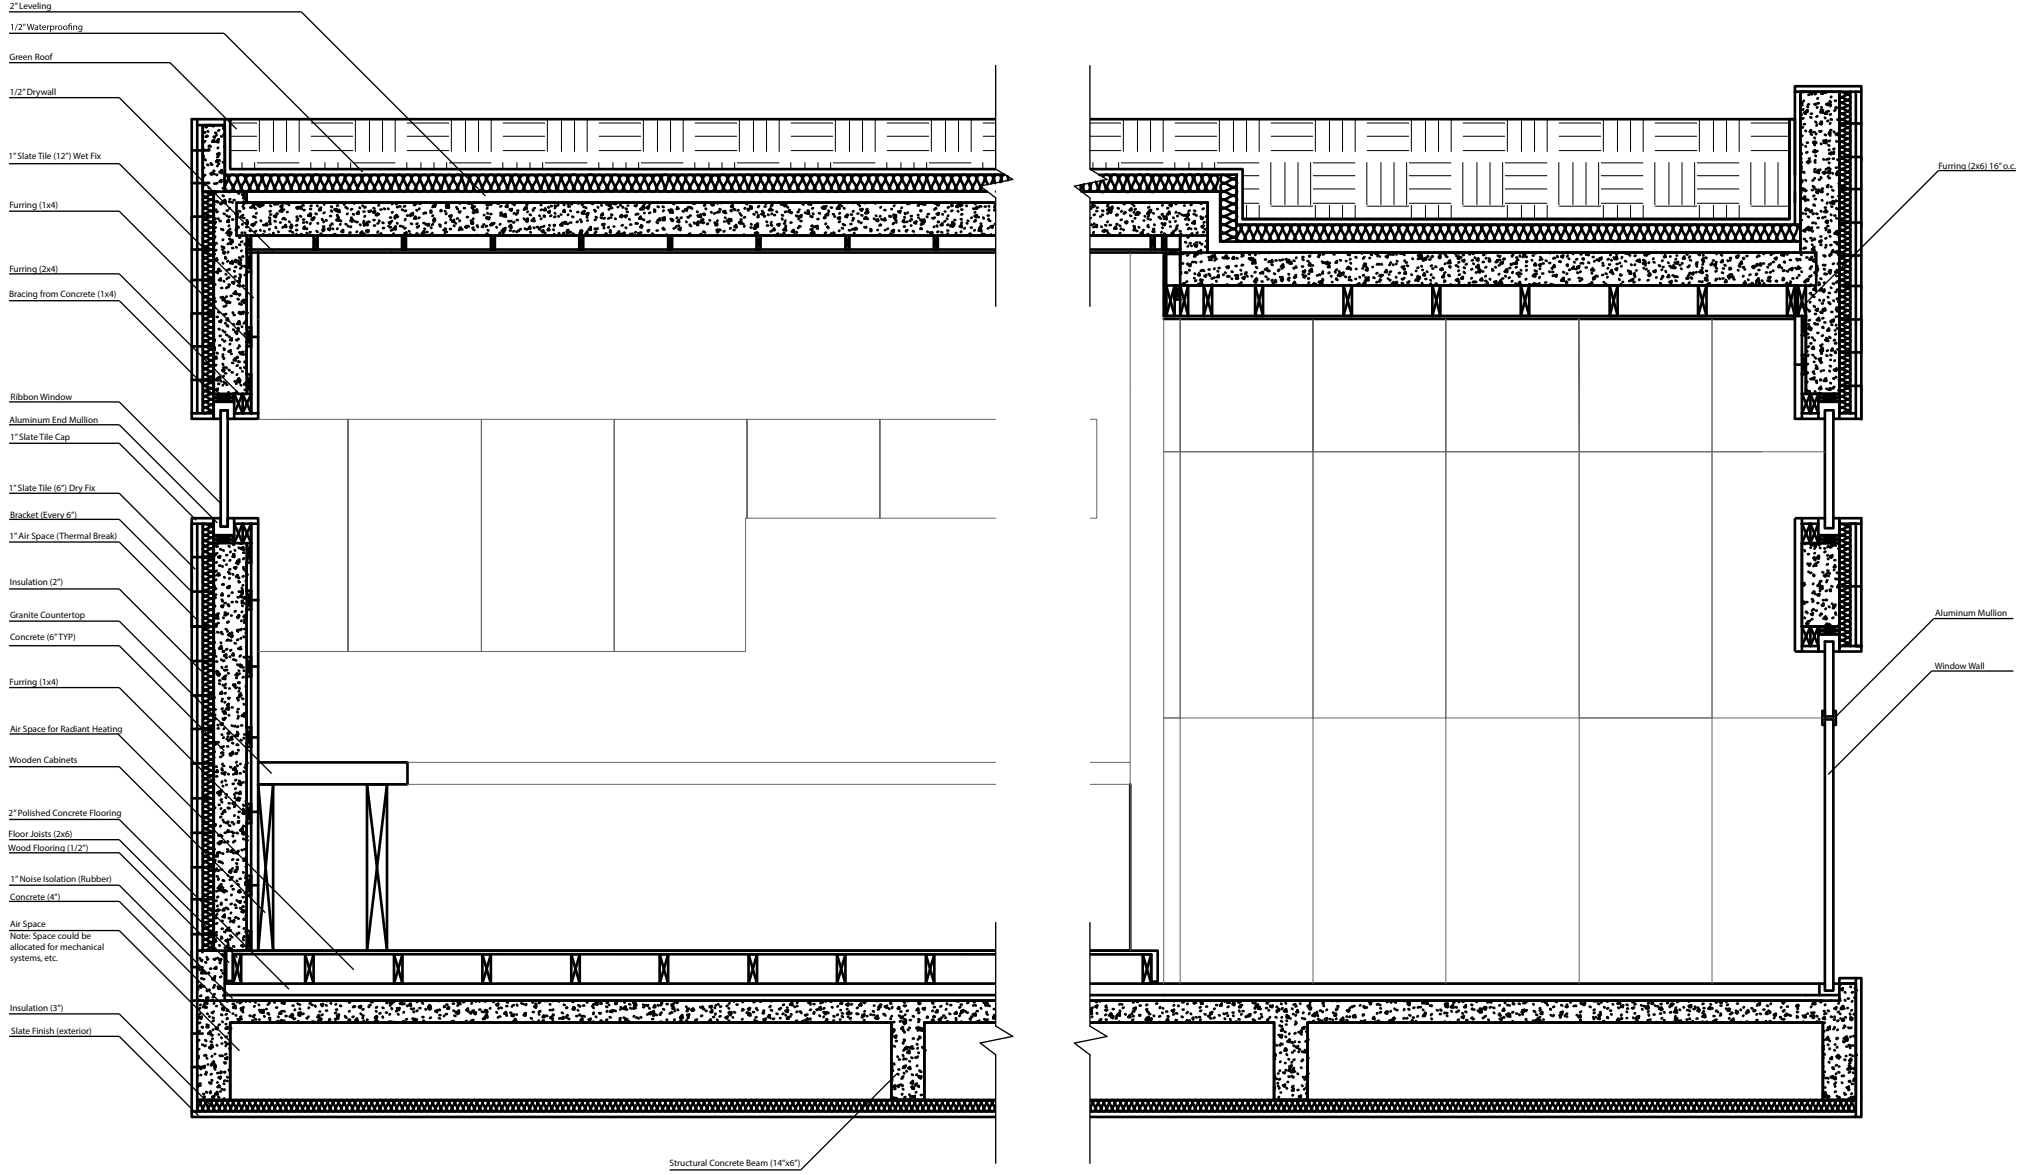 2" Leveling
1/2" Waterproofing
Green Roof
1/2" Drywall
1" Slate Tile (12") Wet Fix
Furring (1x4)
Furring (2x4)
Bracing from Concrete (1x4)
Ribbon Window
Aluminum End Mullion
1" Slate Tile Cap
1" Slate Tile (6") Dry Fix
Bracket (Every 6")
1" Air Space (Thermal Break)
Insulation (2")
Granite Countertop
Concrete (6" TYP)
Furring (1x4)
Air Space for Radiant Heating
Wooden Cabinets
2" Polished Concrete Flooring
Floor Joists (2x6)
Wood Flooring (1/2")
1" Noise Isolation (Rubber)
Concrete (4")
Air Space
Note: Space could be
allocated for mechanical
systems, etc.
Insulation (3")
Slate Finish (exterior)
Structural Concrete Beam (14"x6")
Furring (2x6) 16" o.c.
Aluminum Mullion
Window Wall